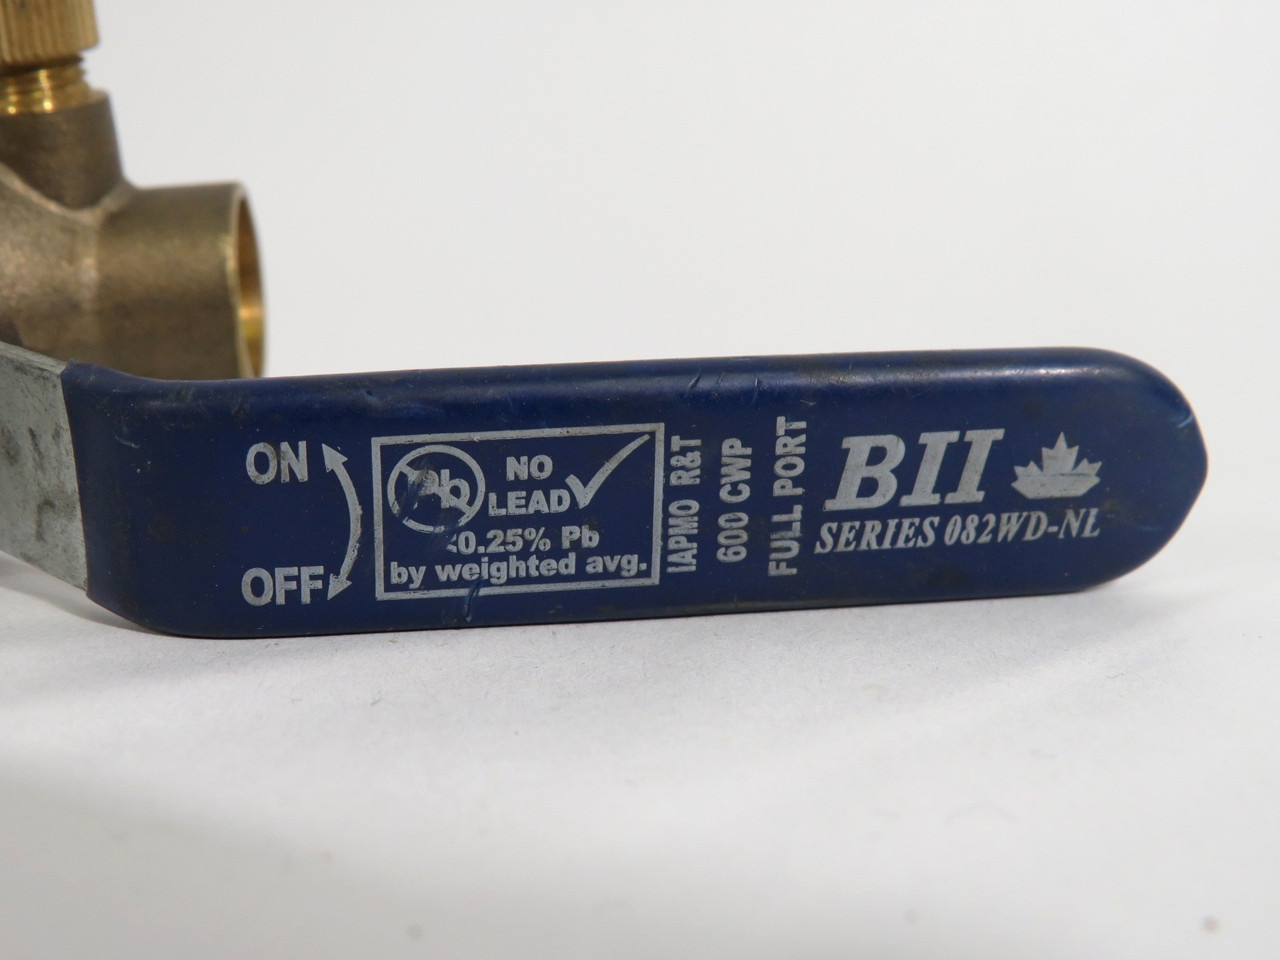 ON
OFF
Pb
NO
LEAD
<0.25% Pb
by weighted avg.
IAPMO R&T
600 CWP
FULL PORT
BII
SERIES 082WD-NL